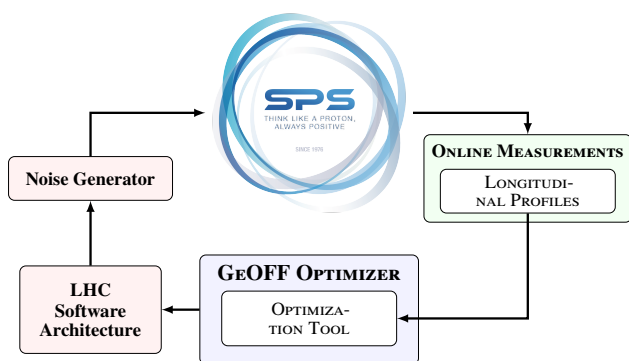 SPS
THINK LIKE A PROTON,
ALWAYS POSITIVE
SINCE 1976
ONLINE MEASUREMENTS
LONGITUDI-
NAL PROFILES
Noise Generator
GEOFF OPTIMIZER
OPTIMIZA-
TION TOOL
LHC
Software
Architecture